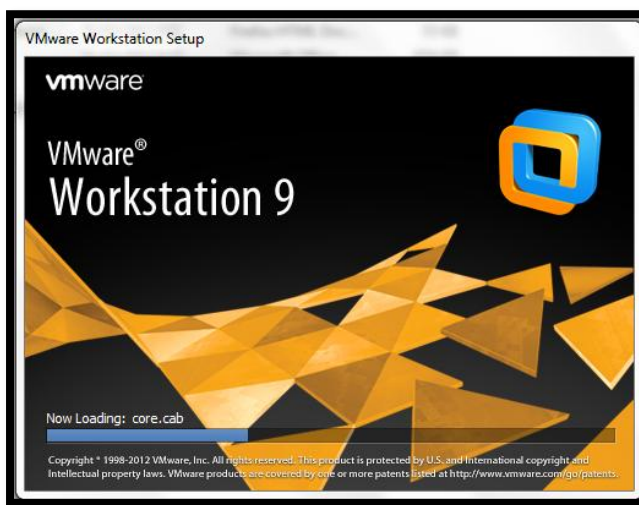 VMware Workstation Setup
vmware
VMware®
Workstation 9
Now Loading: core.cab
Copyright © 1998-2012 VMware, Inc. All rights reserved. This product is protected by U.S. and International copyright and
Intellectual property laws. VMware products are covered by one or more patents listed at http://www.vmware.com/go/patents.